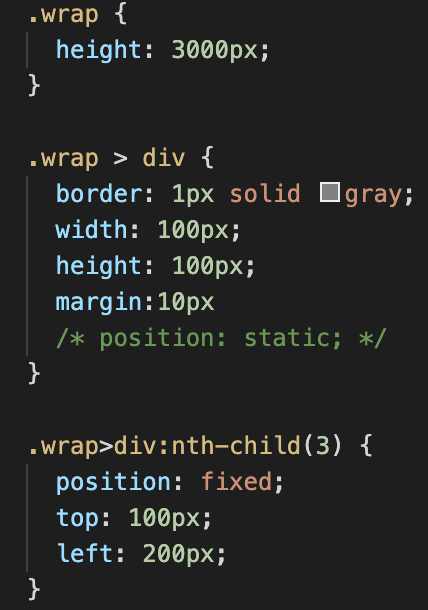 .wrap {
height: 3000px;
}
.wrap > div {
border: 1px solid gray;
width: 100px;
height: 100px;
margin:10px
/* position: static; */
}
.wrap>div:nth-child(3) {
position: fixed;
top: 100px;
left: 200px;
}